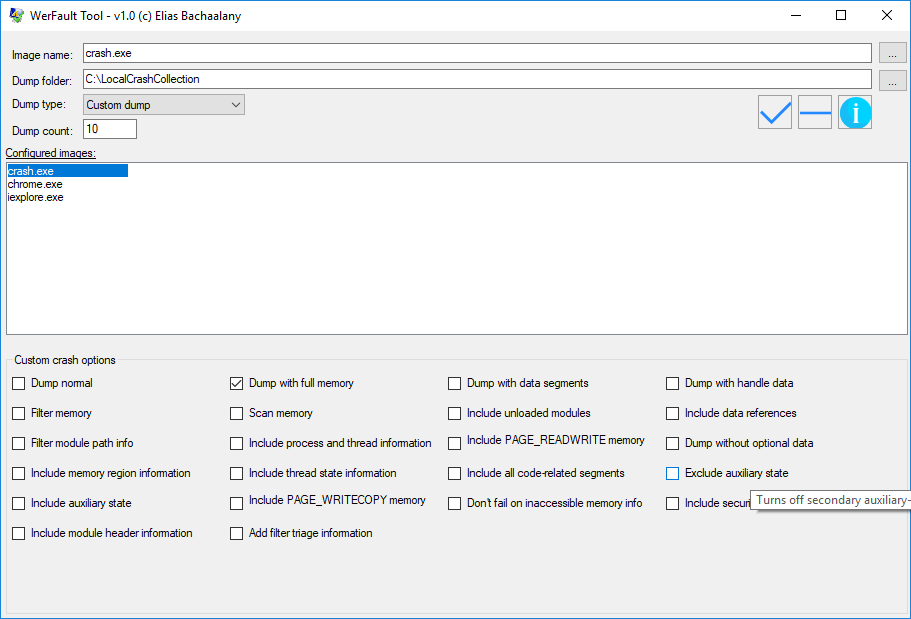 WerFault Tool - v1.0 (c) Elias Bachaalany
Image name: crash.exe ...
Dump folder: C:\LocalCrashCollection ...
Dump type: Custom dump
Dump count: 10
Configured images:
crash.exe
chrome.exe
iexplore.exe
Custom crash options
Dump normal Dump with full memory Dump with data segments Dump with handle data
Filter memory Scan memory Include unloaded modules Include data references
Filter module path info Include process and thread information Include PAGE_READWRITE memory Dump without optional data
Include memory region information Include thread state information Include all code-related segments Exclude auxiliary state
Include auxiliary state Include PAGE_WRITECOPY memory Don't fail on inaccessible memory info Include
Turns off secondary auxiliary-
Include module header information Add filter triage information